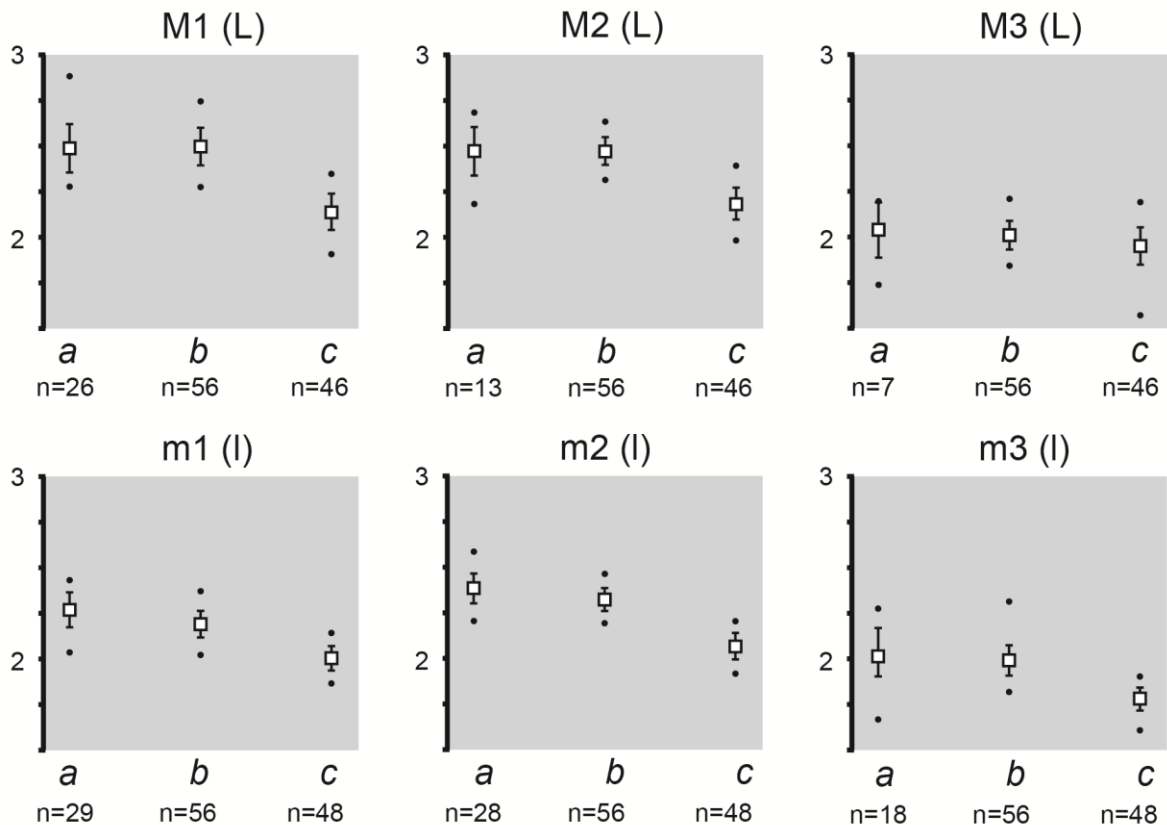 M1 (L) M2 (L) M3 (L)
3 3 3
2 2 2
a b c a b c a b c
n=26 n=56 n=46 n=13 n=56 n=46 n=7 n=56 n=46
m1 (l) m2 (l) m3 (l)
3 3 3
2 2 2
a b c a b c a b c
n=29 n=56 n=48 n=28 n=56 n=48 n=18 n=56 n=48